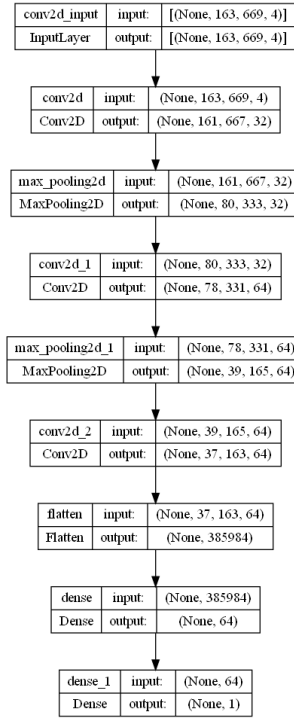 conv2d_input input: [(None, 163, 669, 4)]
InputLayer output: [(None, 163, 669, 4)]
conv2d input: (None, 163, 669, 4)
Conv2D output: (None, 161, 667, 32)
max_pooling2d input: (None, 161, 667, 32)
MaxPooling2D output: (None, 80, 333, 32)
conv2d_1 input: (None, 80, 333, 32)
Conv2D output: (None, 78, 331, 64)
max_pooling2d_1 input: (None, 78, 331, 64)
MaxPooling2D output: (None, 39, 165, 64)
conv2d_2 input: (None, 39, 165, 64)
Conv2D output: (None, 37, 163, 64)
flatten input: (None, 37, 163, 64)
Flatten output: (None, 385984)
dense input: (None, 385984)
Dense output: (None, 64)
dense_1 input: (None, 64)
Dense output: (None, 1)